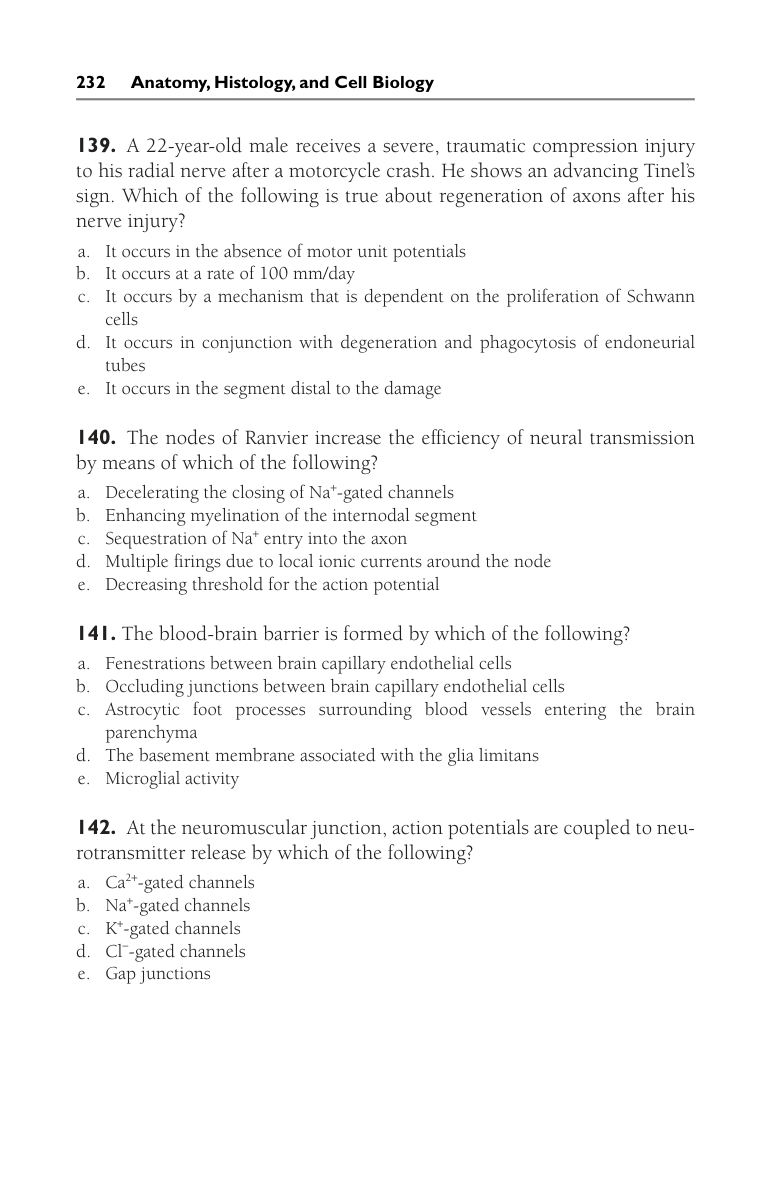 232 Anatomy, Histology, and Cell Biology
139. A 22-year-old male receives a severe, traumatic compression injury
to his radial nerve after a motorcycle crash. He shows an advancing Tinel’s
sign. Which of the following is true about regeneration of axons after his
nerve injury?
a. It occurs in the absence of motor unit potentials
b. It occurs at a rate of 100 mm/day
c. It occurs by a mechanism that is dependent on the proliferation of Schwann
cells
d. It occurs in conjunction with degeneration and phagocytosis of endoneurial
tubes
e. It occurs in the segment distal to the damage
140. The nodes of Ranvier increase the efficiency of neural transmission
by means of which of the following?
a. Decelerating the closing of Na⁺-gated channels
b. Enhancing myelination of the internodal segment
c. Sequestration of Na⁺ entry into the axon
d. Multiple firings due to local ionic currents around the node
e. Decreasing threshold for the action potential
141. The blood-brain barrier is formed by which of the following?
a. Fenestrations between brain capillary endothelial cells
b. Occluding junctions between brain capillary endothelial cells
c. Astrocytic foot processes surrounding blood vessels entering the brain
parenchyma
d. The basement membrane associated with the glia limitans
e. Microglial activity
142. At the neuromuscular junction, action potentials are coupled to neu-
rotransmitter release by which of the following?
a. Ca²⁺-gated channels
b. Na⁺-gated channels
c. K⁺-gated channels
d. Cl⁻-gated channels
e. Gap junctions